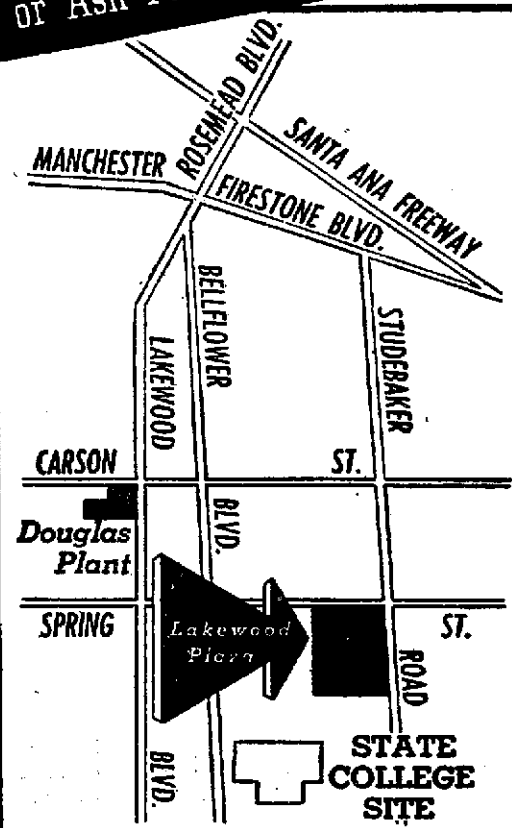 or Ash
ROSEMEAD BLVD.
MANCHESTER
SANTA ANA FREEWAY
FIRESTONE BLVD.
BELLFLOWER
LAKEWOOD
STUDEBAKER
CARSON
ST.
Douglas
Plant
BLVD.
SPRING
Lakewood
Plaza
ST.
ROAD
BLVD.
STATE
COLLEGE
SITE